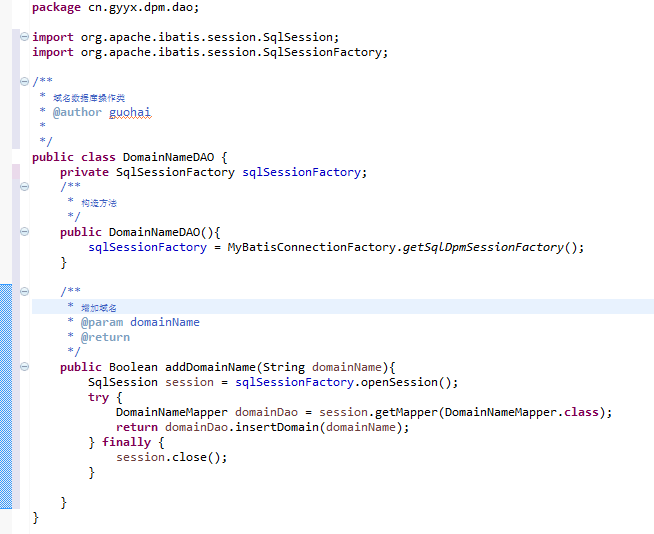 package cn.gyyx.dpm.dao;
import org.apache.ibatis.session.SqlSession;
import org.apache.ibatis.session.SqlSessionFactory;
/**
 * 域名数据库操作类
 * @author guohai
 *
 */
public class DomainNameDAO {
    private SqlSessionFactory sqlSessionFactory;
    /**
     * 构造方法
     */
    public DomainNameDAO(){
        sqlSessionFactory = MyBatisConnectionFactory.getSqlDpmSessionFactory();
    }
    /**
     * 增加域名
     * @param domainName
     * @return
     */
    public Boolean addDomainName(String domainName){
        SqlSession session = sqlSessionFactory.openSession();
        try {
            DomainNameMapper domainDao = session.getMapper(DomainNameMapper.class);
            return domainDao.insertDomain(domainName);
        } finally {
            session.close();
        }
    }
}